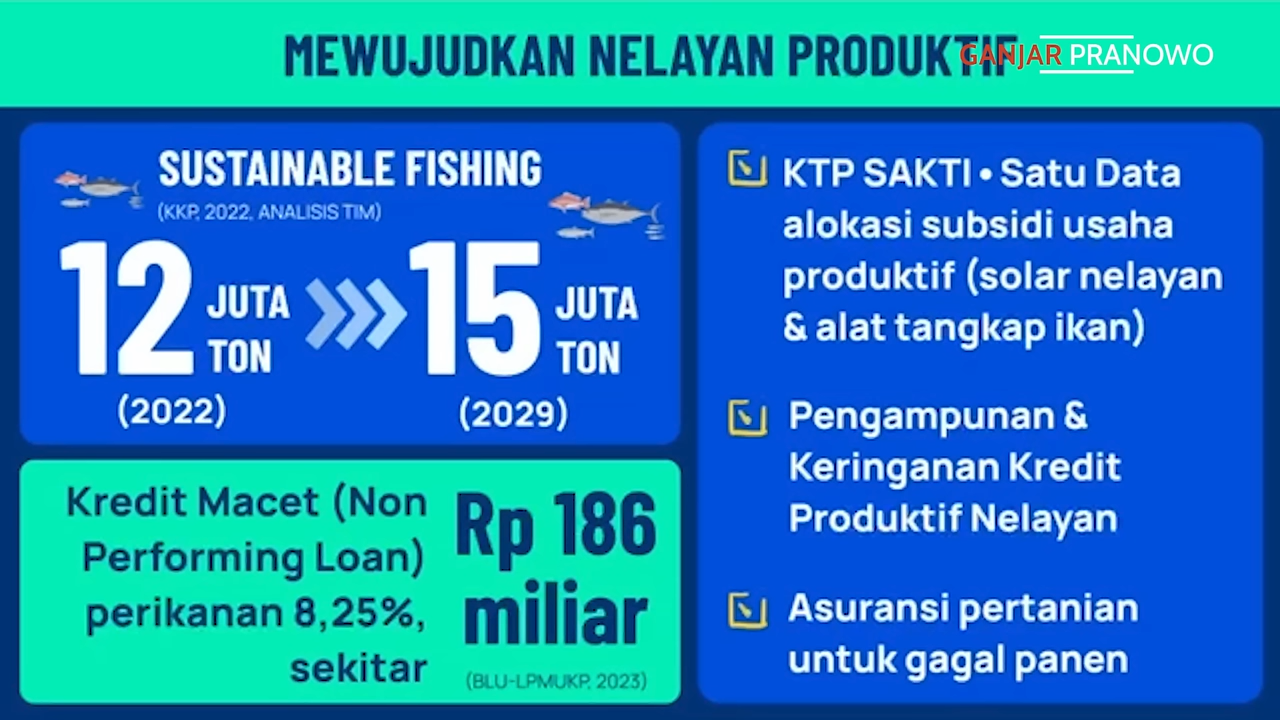 MEWUJUDKAN NELAYAN PRODUKTIF
GANJAR PRANOWO
SUSTAINABLE FISHING
(KKP, 2022, ANALISIS TIM)
12 JUTA TON
(2022)
15 JUTA TON
(2029)
Kredit Macet (Non
Performing Loan)
perikanan 8,25%,
sekitar
Rp 186
miliar
(BLU-LPMUKP, 2023)
KTP SAKTI • Satu Data
alokasi subsidi usaha
produktif (solar nelayan
& alat tangkap ikan)
Pengampunan &
Keringanan Kredit
Produktif Nelayan
Asuransi pertanian
untuk gagal panen